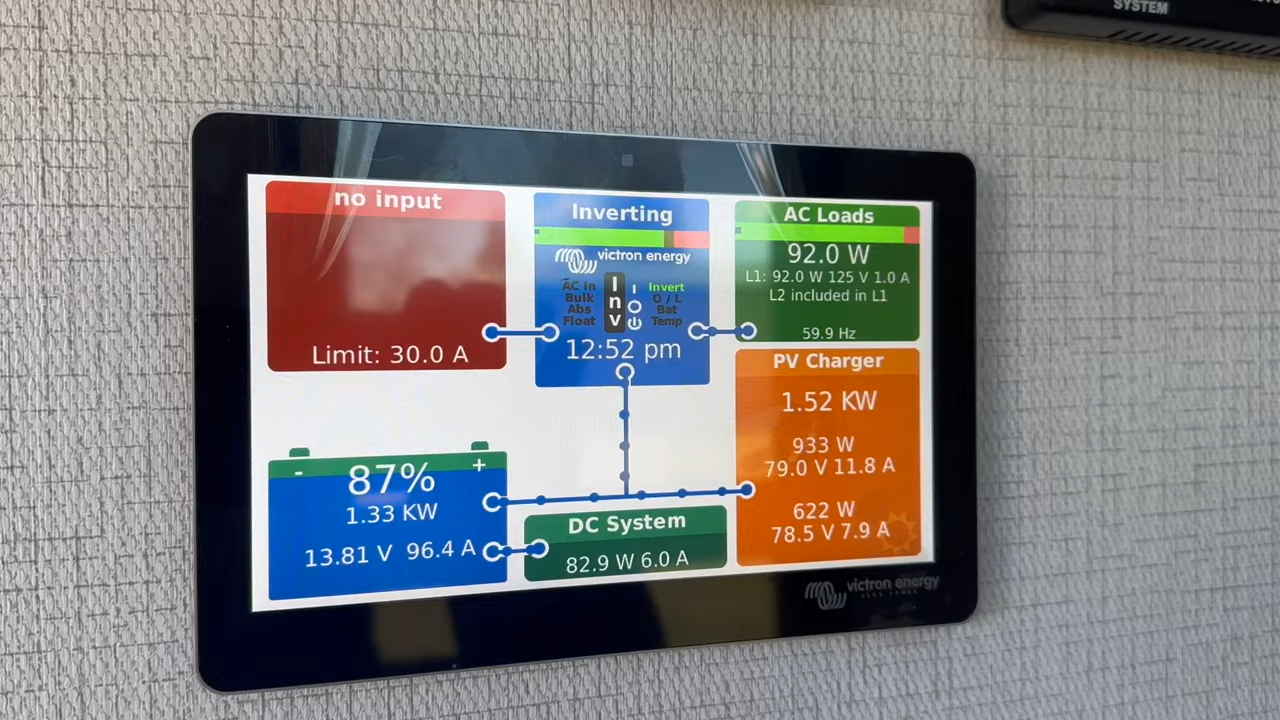 SYSTEM
no input
Limit: 30.0 A
Inverting
victron energy
AC in
Bulk
Abs
Float
Inv
Invert
O / L
Bat
Temp
12:52 pm
AC Loads
92.0 W
L1: 92.0 W 125 V 1.0 A
L2 included in L1
59.9 Hz
PV Charger
1.52 KW
933 W
79.0 V 11.8 A
622 W
78.5 V 7.9 A
- +
87%
1.33 KW
13.81 V 96.4 A
DC System
82.9 W 6.0 A
victron energy
BLUE POWER